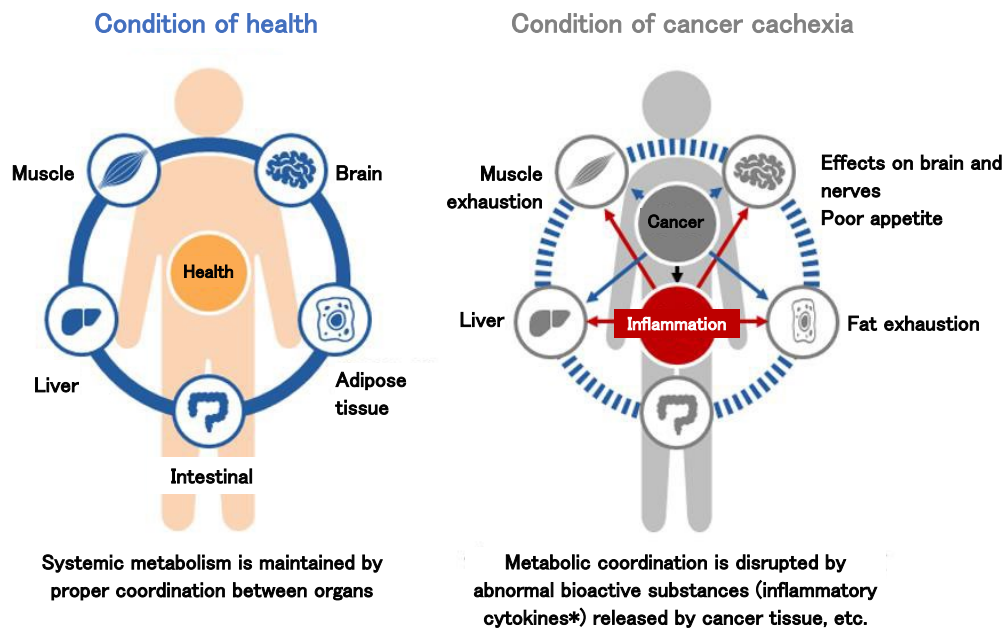 Condition of health
Condition of cancer cachexia
Muscle
Brain
Health
Liver
Adipose
tissue
Intestinal
Systemic metabolism is maintained by
proper coordination between organs
Muscle
exhaustion
Effects on brain and
nerves
Poor appetite
Cancer
Liver
Inflammation
Fat exhaustion
Metabolic coordination is disrupted by
abnormal bioactive substances (inflammatory
cytokines*) released by cancer tissue, etc.